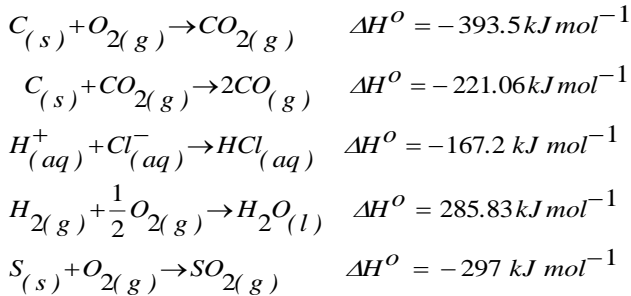 C(s)+O2(g)→CO2(g) ΔH^o = −393.5 kJ mol^−1
C(s)+CO2(g)→2CO(g) ΔH^o = −221.06 kJ mol^−1
H^+(aq)+Cl^−(aq)→HCl(aq) ΔH^o = −167.2 kJ mol^−1
H2(g)+1/2 O2(g)→H2O(l) ΔH^o = 285.83 kJ mol^−1
S(s)+O2(g)→SO2(g) ΔH^o = −297 kJ mol^−1